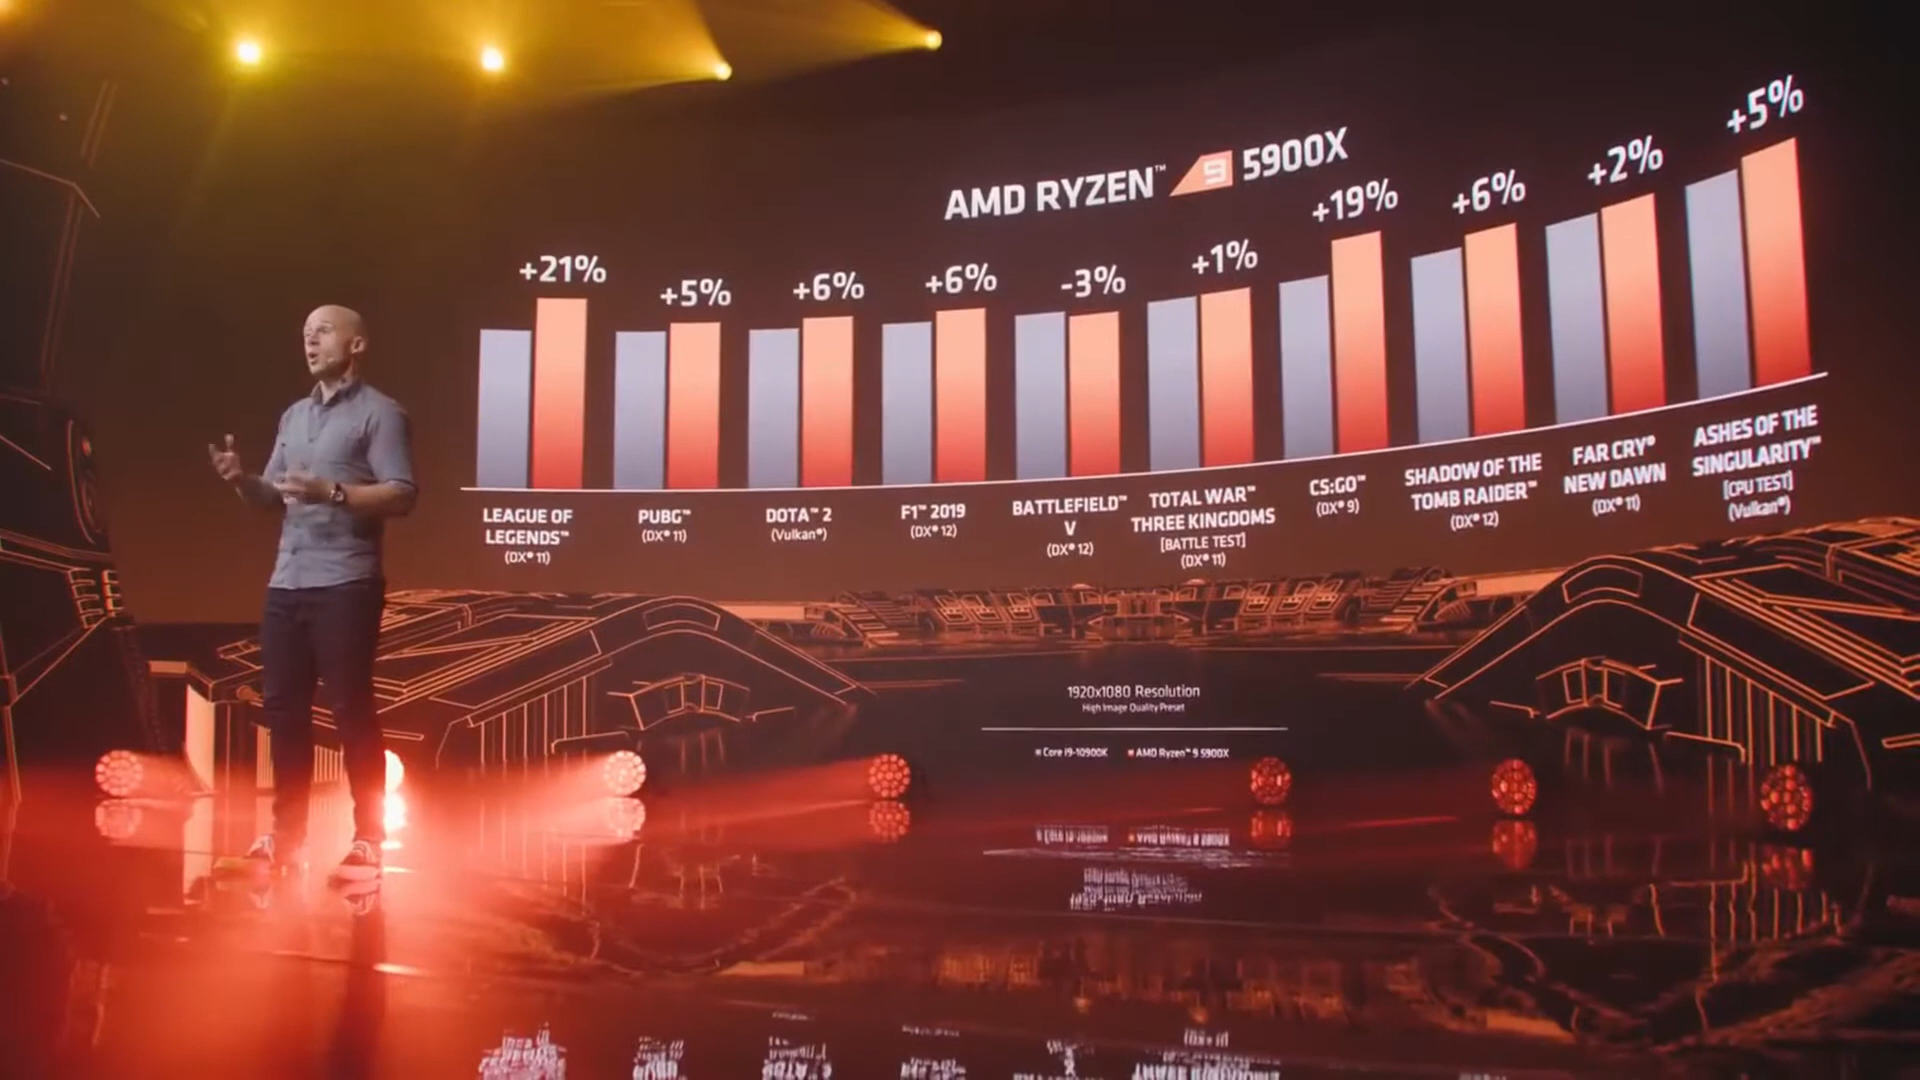 AMD RYZEN™ 9 5900X
+21%
+5%
+6%
+6%
-3%
+1%
+19%
+6%
+2%
+5%
LEAGUE OF
LEGENDS™
(DX® 11)
PUBG™
(DX® 11)
DOTA™ 2
(Vulkan®)
F1™ 2019
(DX® 12)
BATTLEFIELD™
V
(DX® 12)
TOTAL WAR™
THREE KINGDOMS
[BATTLE TEST]
(DX® 11)
CS:GO™
(DX® 9)
SHADOW OF THE
TOMB RAIDER™
(DX® 12)
FAR CRY®
NEW DAWN
(DX® 11)
ASHES OF THE
SINGULARITY™
[CPU TEST]
(Vulkan®)
1920x1080 Resolution
High Image Quality Preset
Core i9-10900K
AMD Ryzen™ 9 5900X